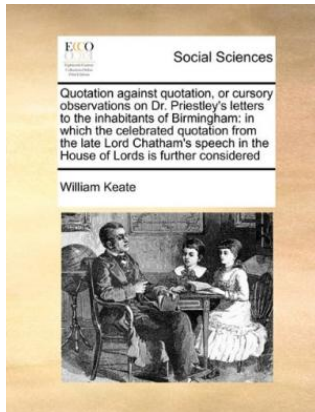 ECCO
Social Sciences
Quotation against quotation, or cursory
observations on Dr. Priestley's letters
to the inhabitants of Birmingham: in
which the celebrated quotation from
the late Lord Chatham's speech in the
House of Lords is further considered
William Keate